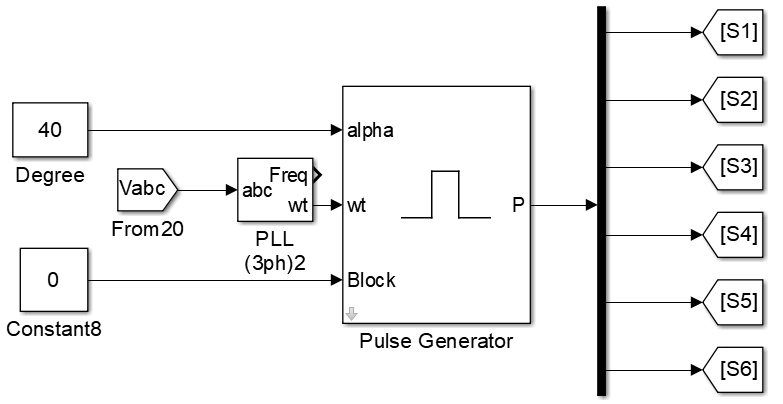 40
Degree
Vabc
From20
abc
Freq
wt
PLL
(3ph)2
0
Constant8
alpha
wt
Block
P
Pulse Generator
[S1]
[S2]
[S3]
[S4]
[S5]
[S6]